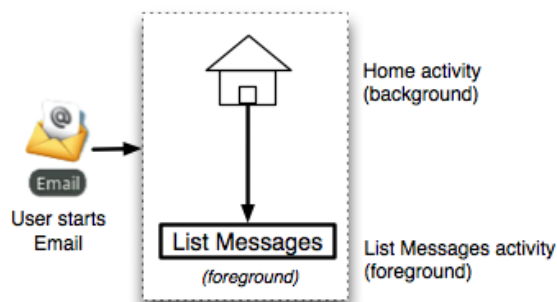 Home activity
(background)
@
Email
User starts
Email
List Messages
(foreground)
List Messages activity
(foreground)